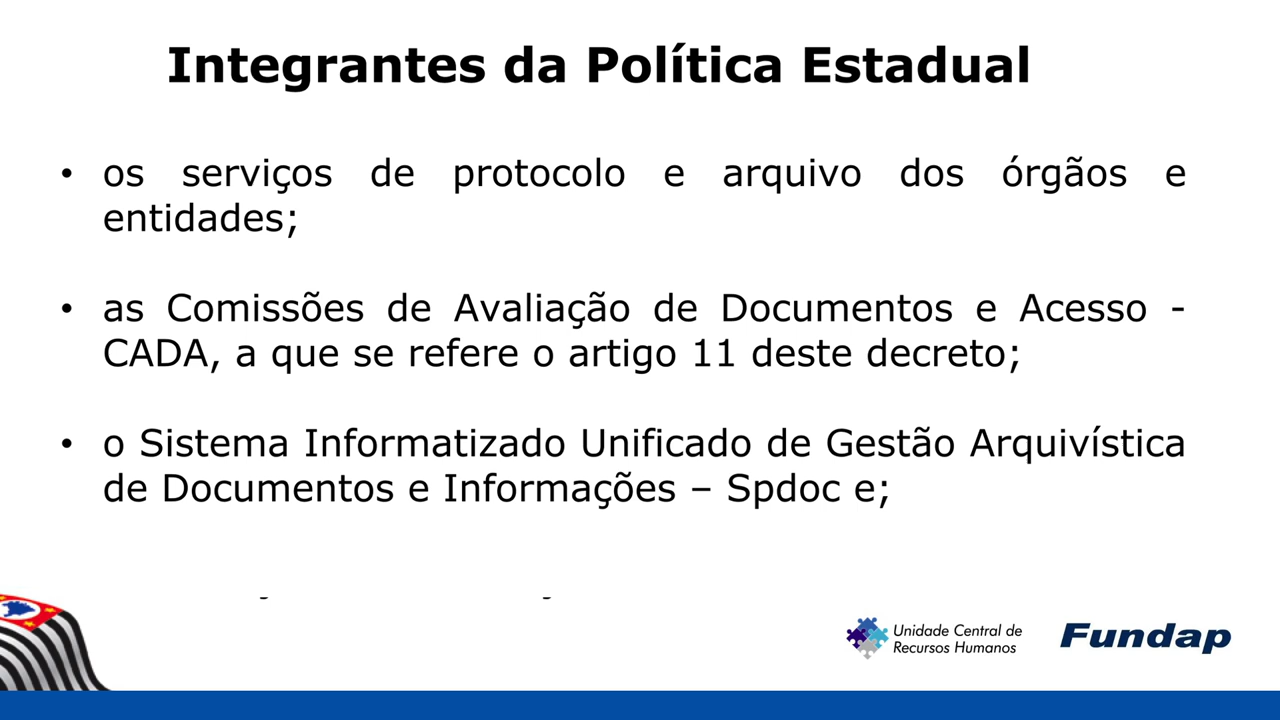 Integrantes da Política Estadual
• os serviços de protocolo e arquivo dos órgãos e
entidades;
• as Comissões de Avaliação de Documentos e Acesso -
CADA, a que se refere o artigo 11 deste decreto;
• o Sistema Informatizado Unificado de Gestão Arquivística
de Documentos e Informações – Spdoc e;
Unidade Central de
Recursos Humanos
Fundap